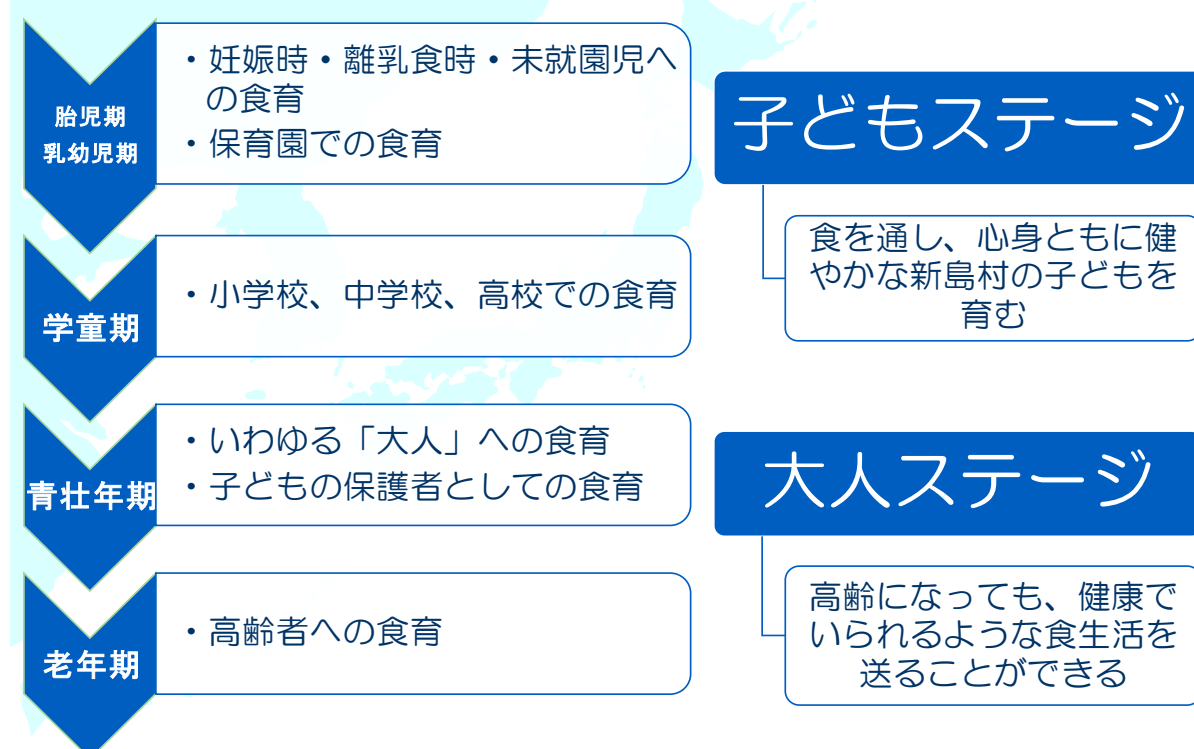 胎児期
乳幼児期
・妊娠時・離乳食時・未就園児へ
の食育
・保育園での食育
学童期
・小学校、中学校、高校での食育
青壮年期
・いわゆる「大人」への食育
・子どもの保護者としての食育
老年期
・高齢者への食育
子どもステージ
食を通し、心身ともに健
やかな新島村の子どもを
育む
大人ステージ
高齢になっても、健康で
いられるような食生活を
送ることができる